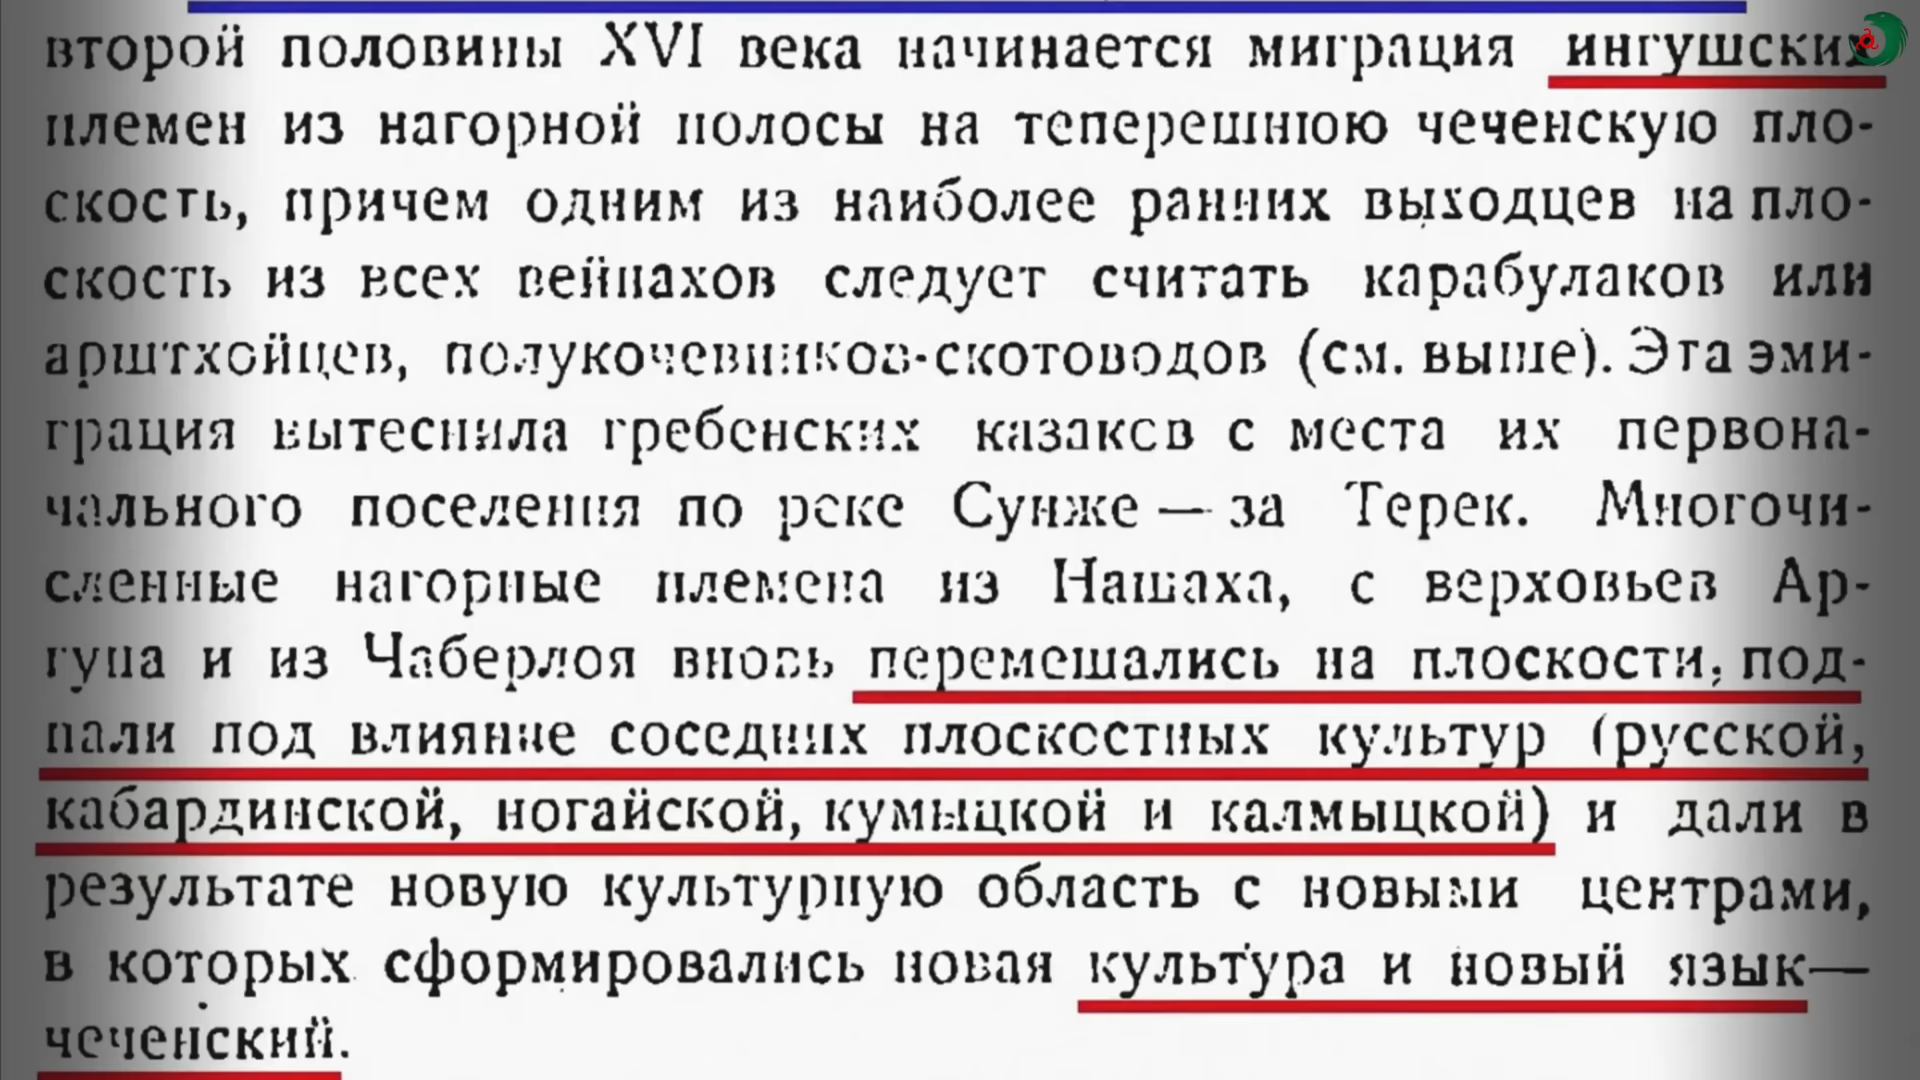 второй половины XVI века начинается миграция ингушских
племен из нагорной полосы на теперешнюю чеченскую пло-
скость, причем одним из наиболее ранних выходцев на пло-
скость из всех вейнахов следует считать карабулаков или
арштхойцев, полукочевников-скотоводов (см. выше). Эта эми-
грация вытеснила гребенских казаков с места их первона-
чального поселения по реке Сунже — за Терек. Многочи-
сленные нагорные племена из Нашаха, с верховьев Ар-
гуна и из Чаберлоя вновь перемешались на плоскости, под-
пали под влияние соседних плоскостных культур (русской,
кабардинской, ногайской, кумыцкой и калмыцкой) и дали в
результате новую культурную область с новыми центрами,
в которых сформировались новая культура и новый язык—
чеченский.